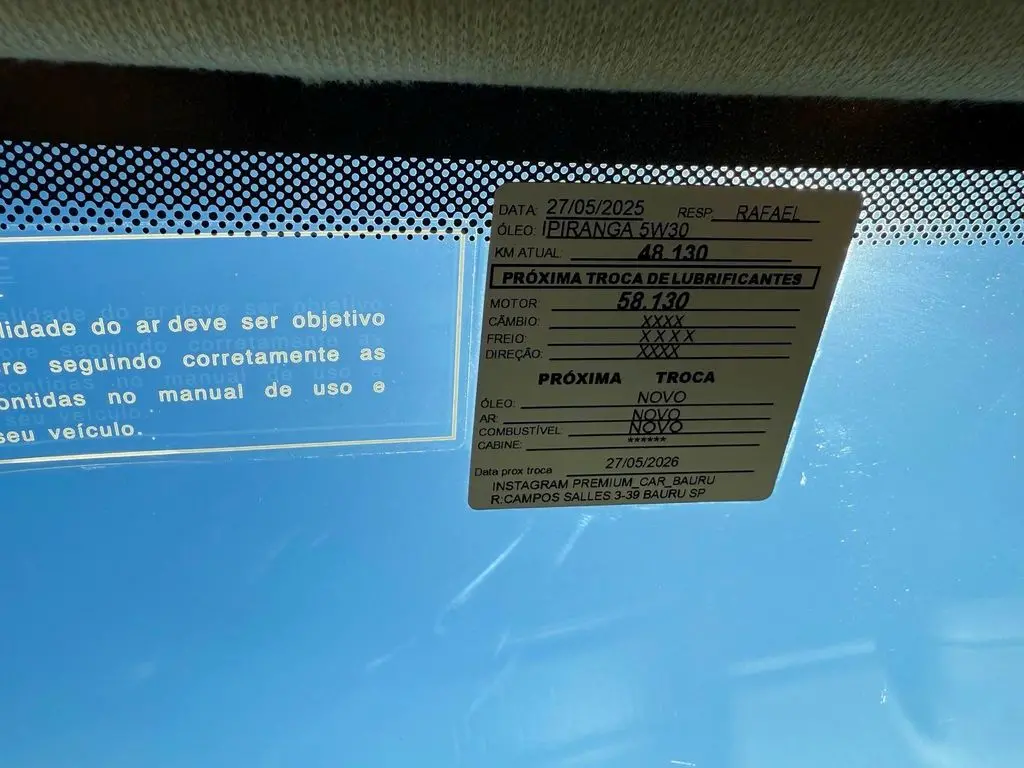 lidade do ar deve ser objetivo
re seguindo corretamente as
ontidas no manual de uso e
seu veículo.
DATA: 27/05/2025 RESP: RAFAEL
ÓLEO: IPIRANGA 5W30
KM ATUAL: 48.130
PRÓXIMA TROCA DE LUBRIFICANTES
MOTOR: 58.130
CÂMBIO: XXXX
FREIO: XXXX
DIREÇÃO: XXXX
PRÓXIMA TROCA
ÓLEO: NOVO
AR: NOVO
COMBUSTÍVEL NOVO
CABINE: ******
Data prox troca 27/05/2026
INSTAGRAM PREMIUM_CAR_BAURU
R:CAMPOS SALLES 3-39 BAURU SP